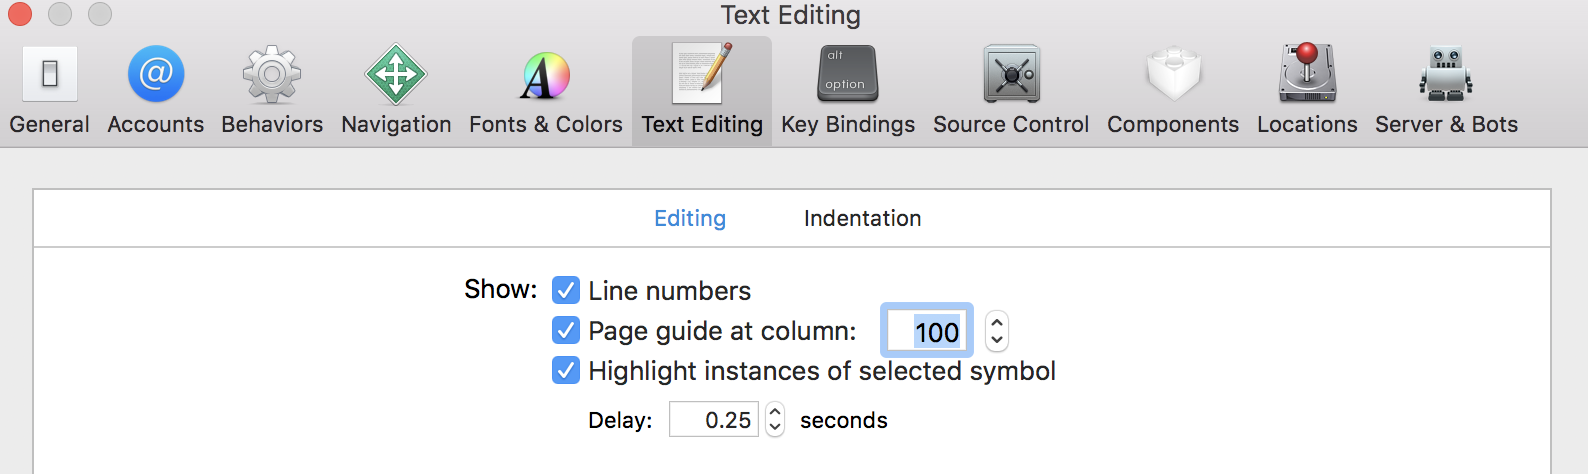 Text Editing
@
A
alt
option
General Accounts Behaviors Navigation Fonts & Colors Text Editing Key Bindings Source Control Components Locations Server & Bots
Editing Indentation
Show: Line numbers
Page guide at column: 100
Highlight instances of selected symbol
Delay: 0.25 seconds